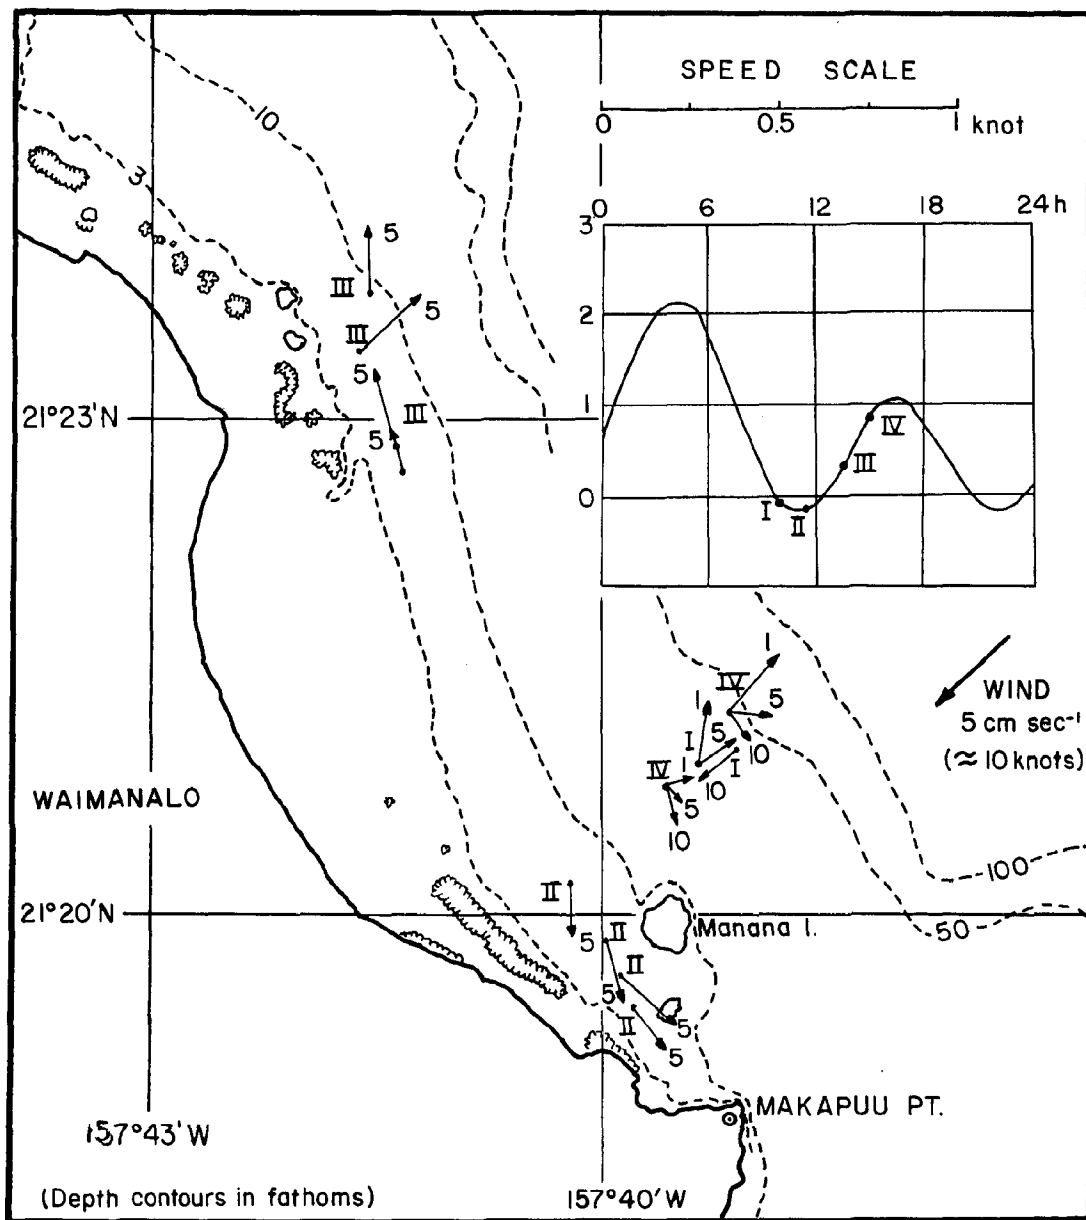 SPEED SCALE
0 0.5 1 knot
0 6 12 18 24h
3
2
1
0
I
II
III
IV
10
3
5
III
5
III
5
III
5
21°23'N
WIND
5 cm sec⁻¹
(≈ 10 knots)
1
IV
5
10
1
I
5
I
10
IV
1
5
10
WAIMANALO
100
50
21°20'N
II
5
II
5
II
5
II
5
Manana I.
MAKAPUU PT.
157°43'W
157°40'W
(Depth contours in fathoms)